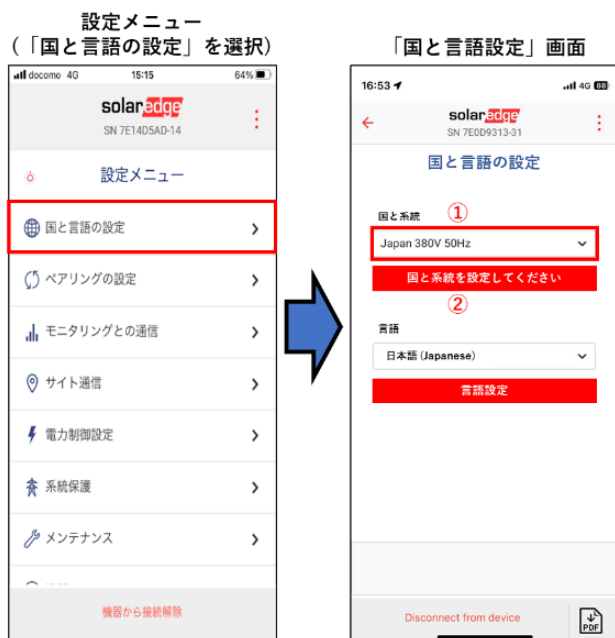 設定メニュー
(「国と言語の設定」を選択)
docomo 4G 15:15 64%
solaredge
SN 7E14D5AD-14
設定メニュー
国と言語の設定
ペアリングの設定
モニタリングとの通信
サイト通信
電力制御設定
系統保護
メンテナンス
機器から接続解除
「国と言語設定」画面
16:53 4G
solaredge
SN 7E0D9313-31
国と言語の設定
国と系統 ①
Japan 380V 50Hz
国と系統を設定してください
②
言語
日本語 (Japanese)
言語設定
Disconnect from device
PDF